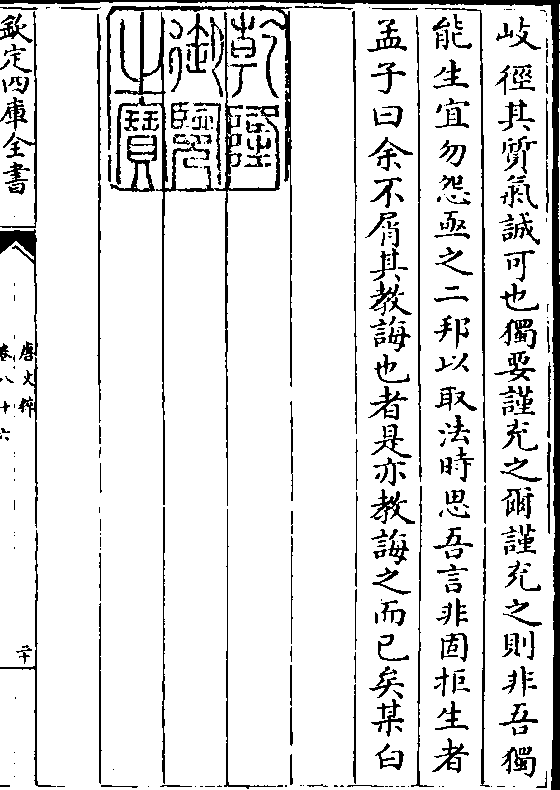 岐徑其質氣誠可也獨要謹充之爾謹充之則非吾獨
能生宜勿怨亟之二邦以取法時思吾言非固拒生者
孟子曰余不屑其教誨也者是亦教誨之而已矣某白
乾隆
御覽
之寶
欽定四庫全書
唐文粹
卷八十六
二十